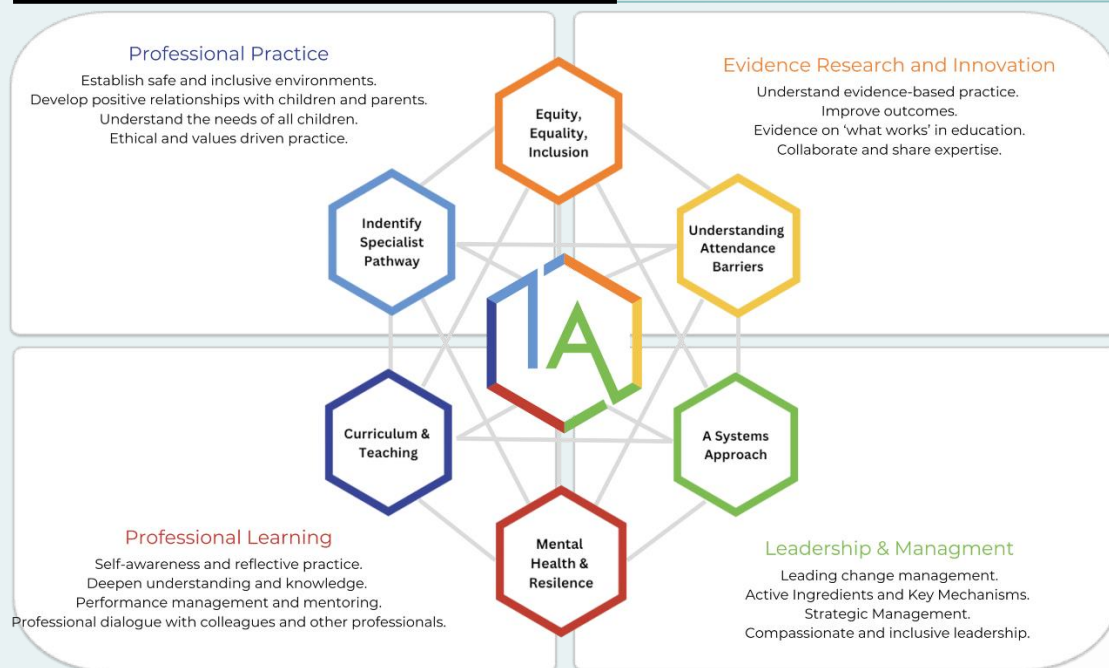 Professional Practice
Establish safe and inclusive environments.
Develop positive relationships with children and parents.
Understand the needs of all children.
Ethical and values driven practice.
Evidence Research and Innovation
Understand evidence-based practice.
Improve outcomes.
Evidence on ‘what works’ in education.
Collaborate and share expertise.
Equity,
Equality,
Inclusion
Indentify
Specialist
Pathway
Understanding
Attendance
Barriers
1A
Curriculum &
Teaching
A Systems
Approach
Mental
Health &
Resilence
Professional Learning
Self-awareness and reflective practice.
Deepen understanding and knowledge.
Performance management and mentoring.
Professional dialogue with colleagues and other professionals.
Leadership & Managment
Leading change management.
Active Ingredients and Key Mechanisms.
Strategic Management.
Compassionate and inclusive leadership.